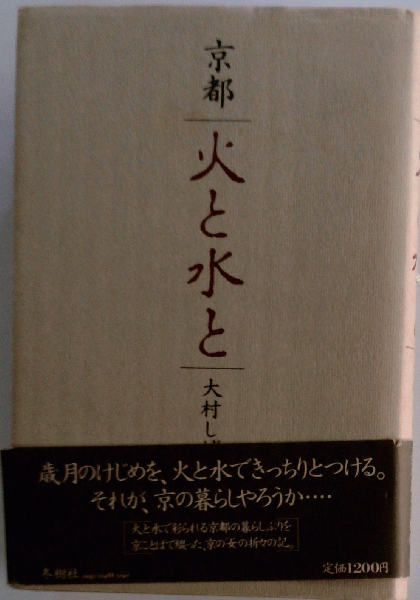 京都
火と水と
大村し
歳月のけじめを、火と水できっちりとつける。
それが、京の暮らしやろうか‥‥
火と水で彩られる京都の暮らしぶりを
京ことばで綴った、京の女の折々の記。
冬樹社
定価1200円